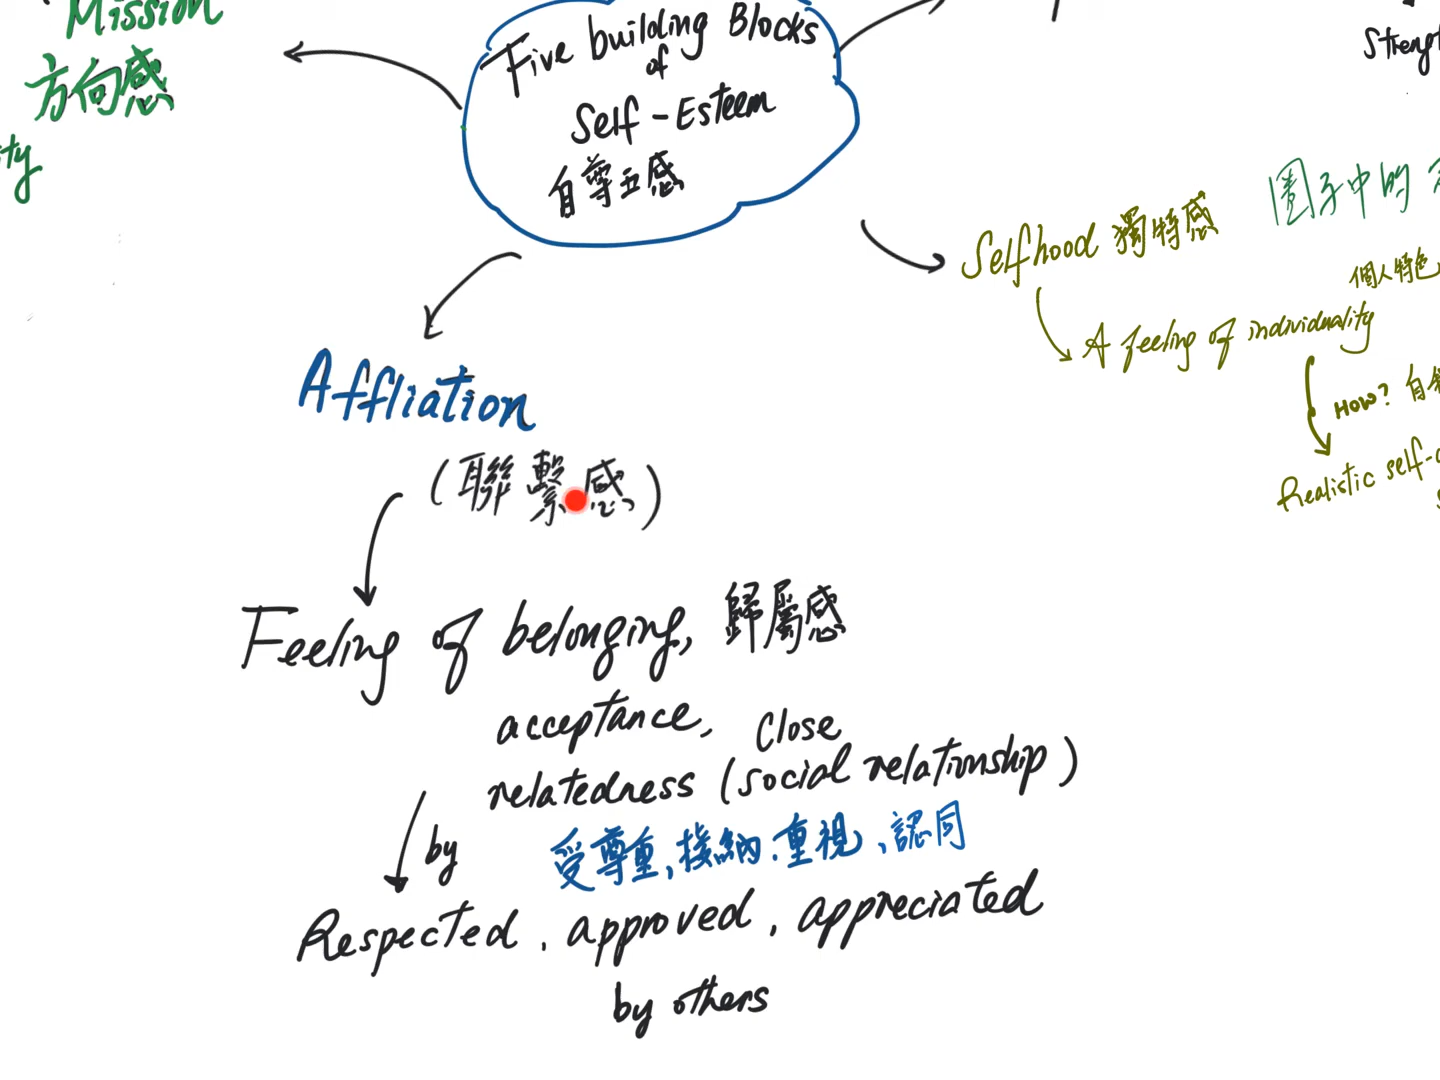 Mission
方向感
ty
Five building Blocks
of
Self-Esteem
自尊五感
Strengt
Selfhood 獨特感
圈子中的
個人特色
A feeling of individuality
How? 自
Realistic self-
Affliation
(聯繫感)
Feeling of belonging, 歸屬感
acceptance, close
relatedness (social relationship)
by
受尊重、接納、重視、認同
Respected, approved, appreciated
by others